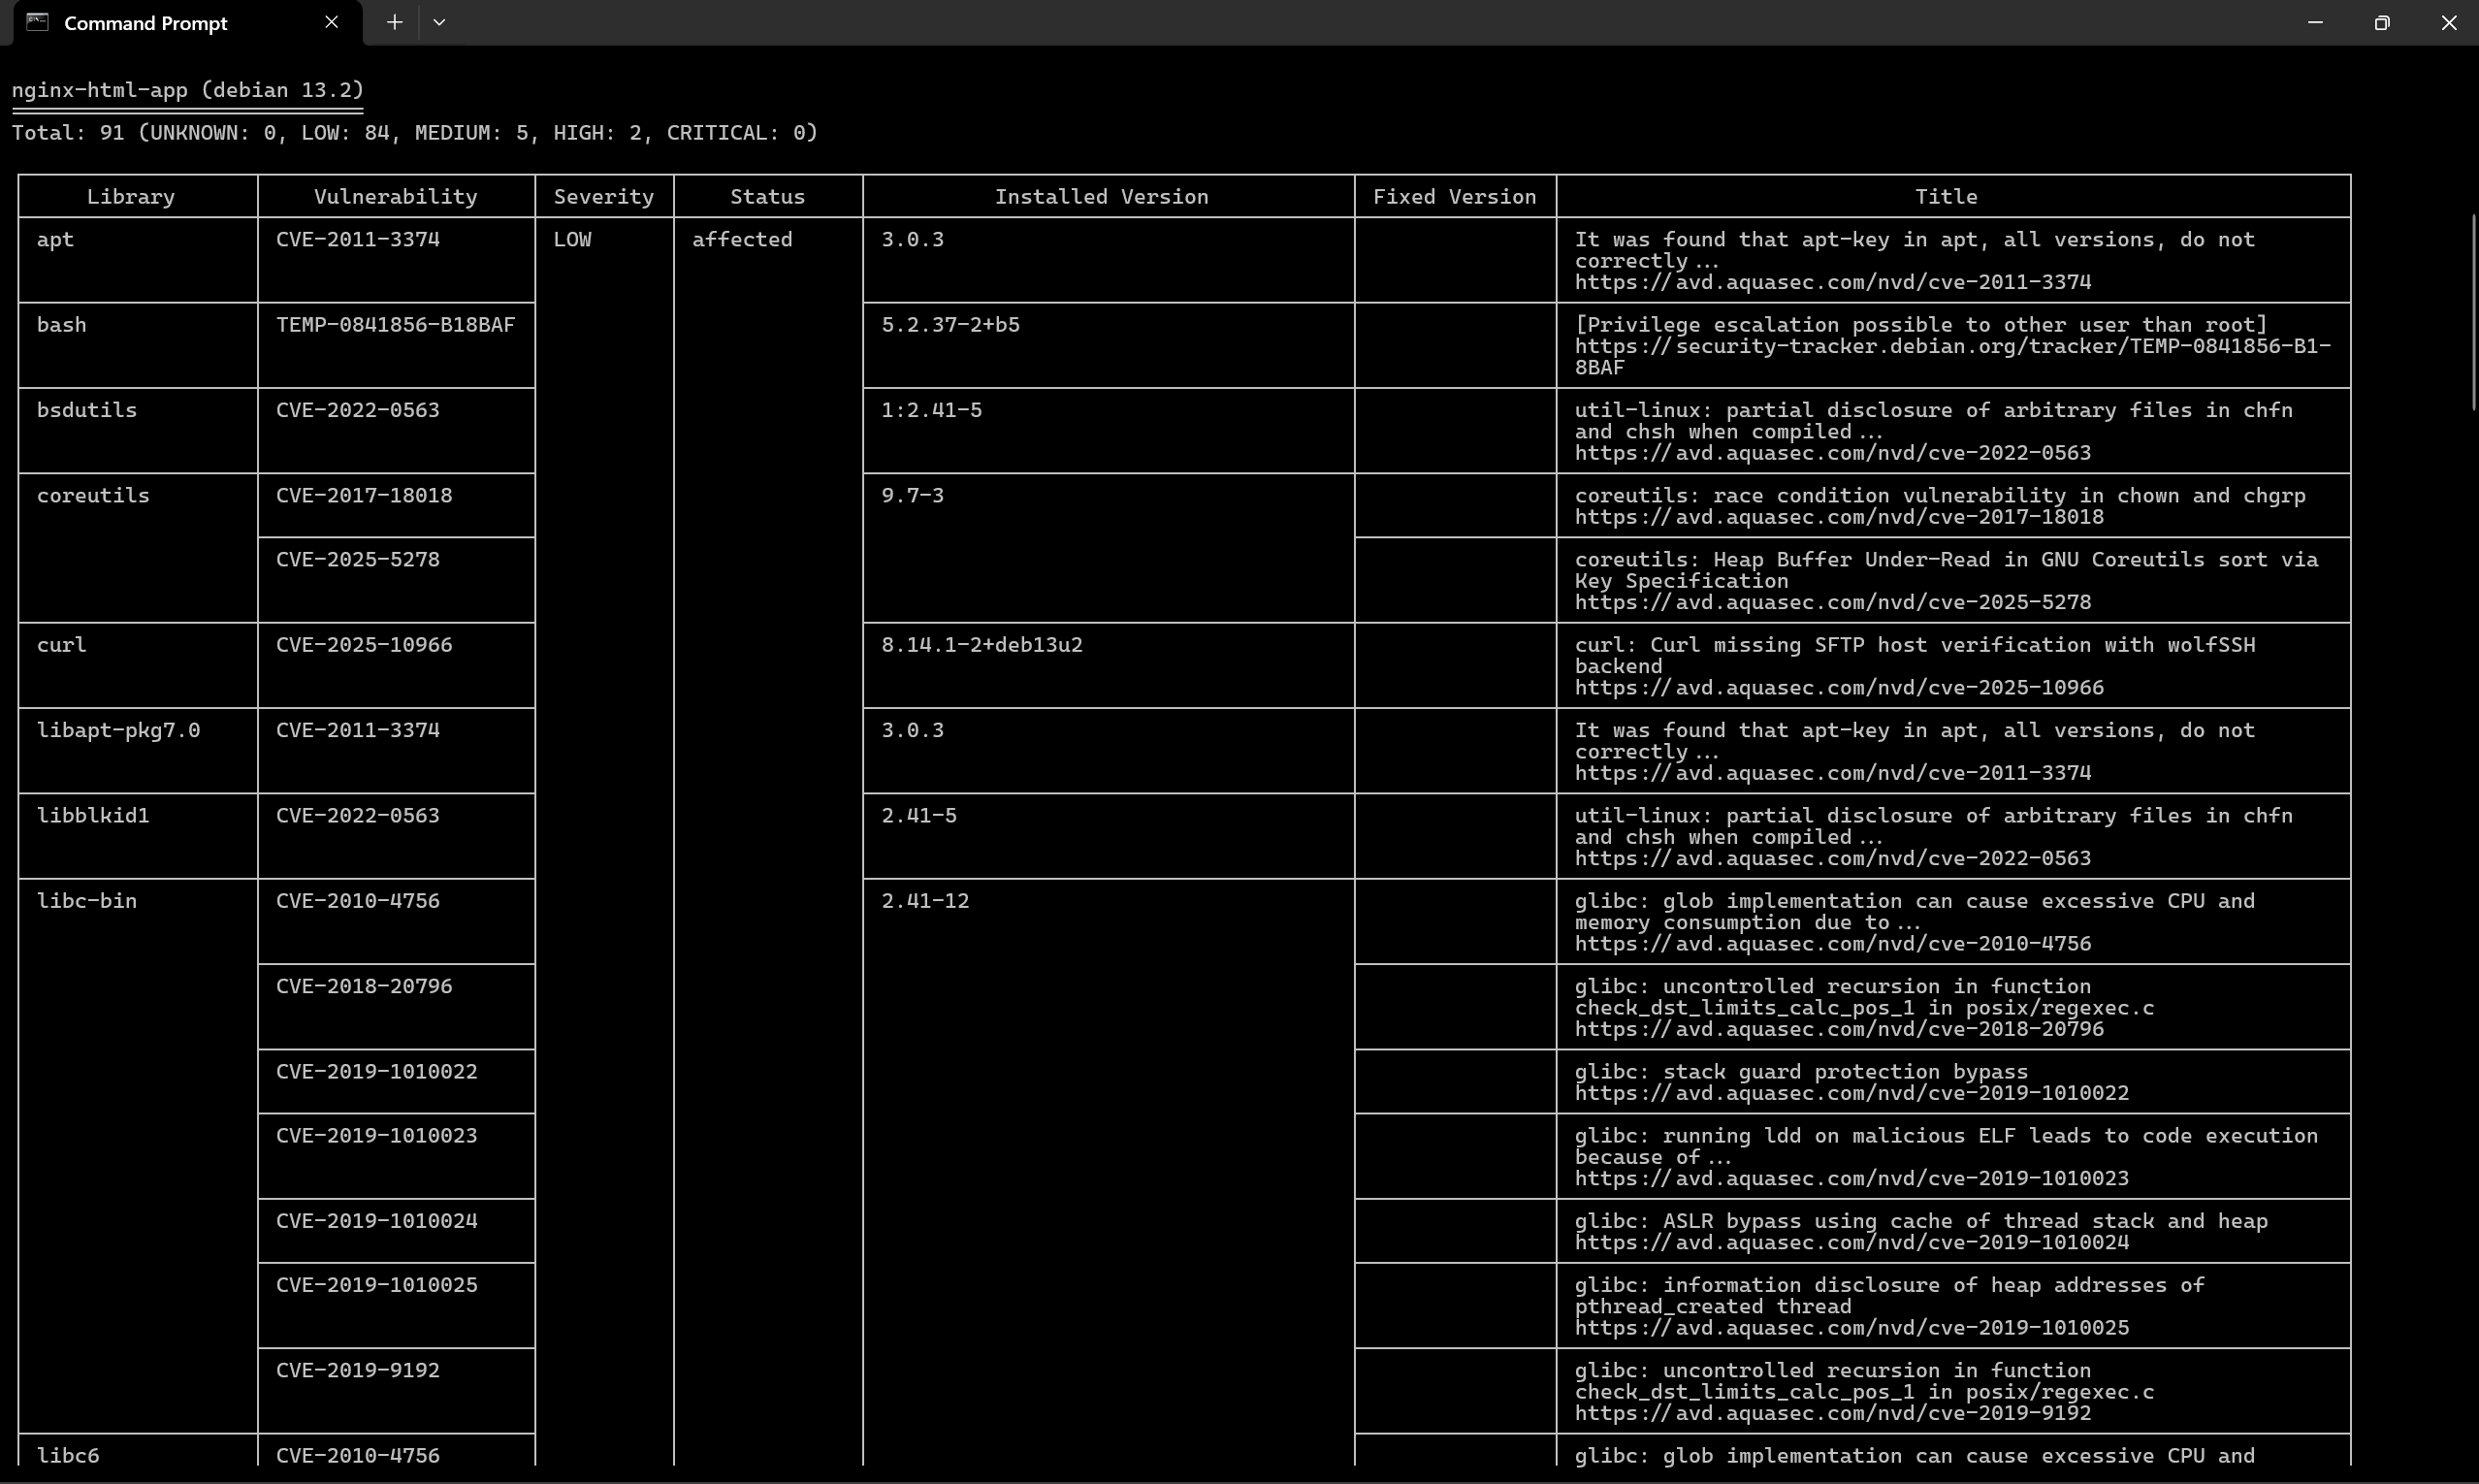 Command Prompt
nginx-html-app (debian 13.2)
Total: 91 (UNKNOWN: 0, LOW: 84, MEDIUM: 5, HIGH: 2, CRITICAL: 0)
Library Vulnerability Severity Status Installed Version Fixed Version Title
apt CVE-2011-3374 LOW affected 3.0.3 It was found that apt-key in apt, all versions, do not
correctly...
https://avd.aquasec.com/nvd/cve-2011-3374
bash TEMP-0841856-B18BAF 5.2.37-2+b5 [Privilege escalation possible to other user than root]
https://security-tracker.debian.org/tracker/TEMP-0841856-B1-
8BAF
bsdutils CVE-2022-0563 1:2.41-5 util-linux: partial disclosure of arbitrary files in chfn
and chsh when compiled...
https://avd.aquasec.com/nvd/cve-2022-0563
coreutils CVE-2017-18018 9.7-3 coreutils: race condition vulnerability in chown and chgrp
https://avd.aquasec.com/nvd/cve-2017-18018
CVE-2025-5278 coreutils: Heap Buffer Under-Read in GNU Coreutils sort via
Key Specification
https://avd.aquasec.com/nvd/cve-2025-5278
curl CVE-2025-10966 8.14.1-2+deb13u2 curl: Curl missing SFTP host verification with wolfSSH
backend
https://avd.aquasec.com/nvd/cve-2025-10966
libapt-pkg7.0 CVE-2011-3374 3.0.3 It was found that apt-key in apt, all versions, do not
correctly...
https://avd.aquasec.com/nvd/cve-2011-3374
libblkid1 CVE-2022-0563 2.41-5 util-linux: partial disclosure of arbitrary files in chfn
and chsh when compiled...
https://avd.aquasec.com/nvd/cve-2022-0563
libc-bin CVE-2010-4756 2.41-12 glibc: glob implementation can cause excessive CPU and
memory consumption due to...
https://avd.aquasec.com/nvd/cve-2010-4756
CVE-2018-20796 glibc: uncontrolled recursion in function
check_dst_limits_calc_pos_1 in posix/regexec.c
https://avd.aquasec.com/nvd/cve-2018-20796
CVE-2019-1010022 glibc: stack guard protection bypass
https://avd.aquasec.com/nvd/cve-2019-1010022
CVE-2019-1010023 glibc: running ldd on malicious ELF leads to code execution
because of...
https://avd.aquasec.com/nvd/cve-2019-1010023
CVE-2019-1010024 glibc: ASLR bypass using cache of thread stack and heap
https://avd.aquasec.com/nvd/cve-2019-1010024
CVE-2019-1010025 glibc: information disclosure of heap addresses of
pthread_created thread
https://avd.aquasec.com/nvd/cve-2019-1010025
CVE-2019-9192 glibc: uncontrolled recursion in function
check_dst_limits_calc_pos_1 in posix/regexec.c
https://avd.aquasec.com/nvd/cve-2019-9192
libc6 CVE-2010-4756 glibc: glob implementation can cause excessive CPU and